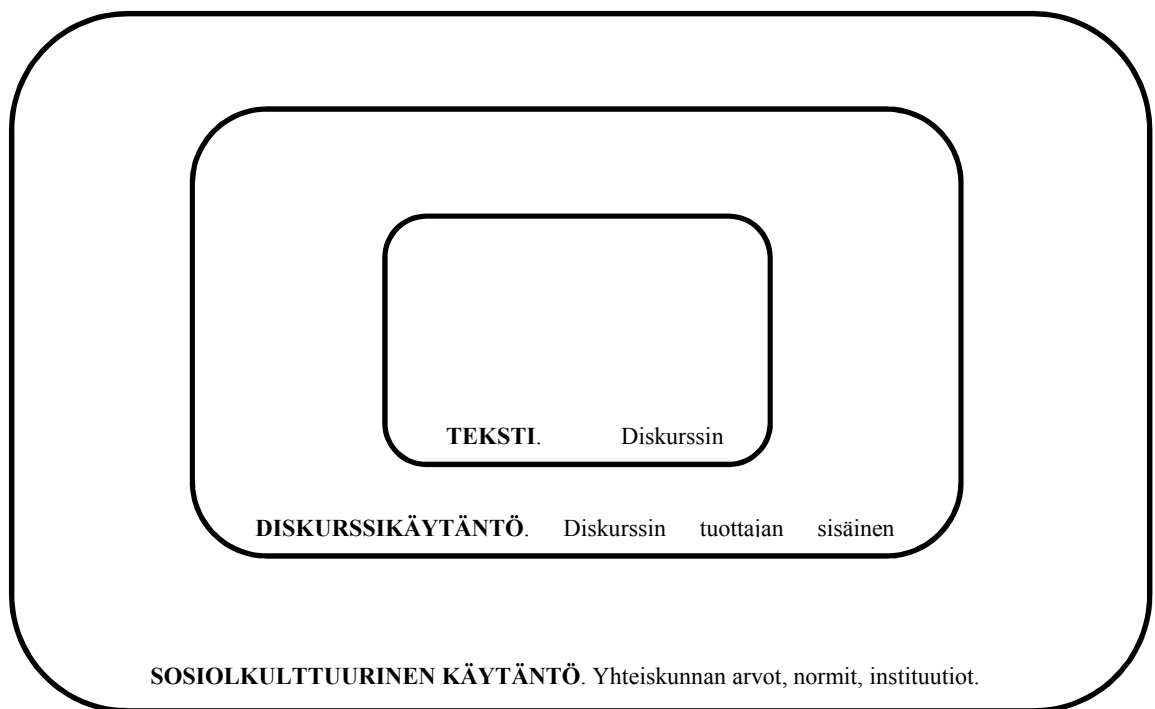 TEKSTI. Diskurssin
DISKURSSIKÄYTÄNTÖ. Diskurssin tuottajan sisäinen
SOSIOLKULTTUURINEN KÄYTÄNTÖ. Yhteiskunnan arvot, normit, instituutiot.